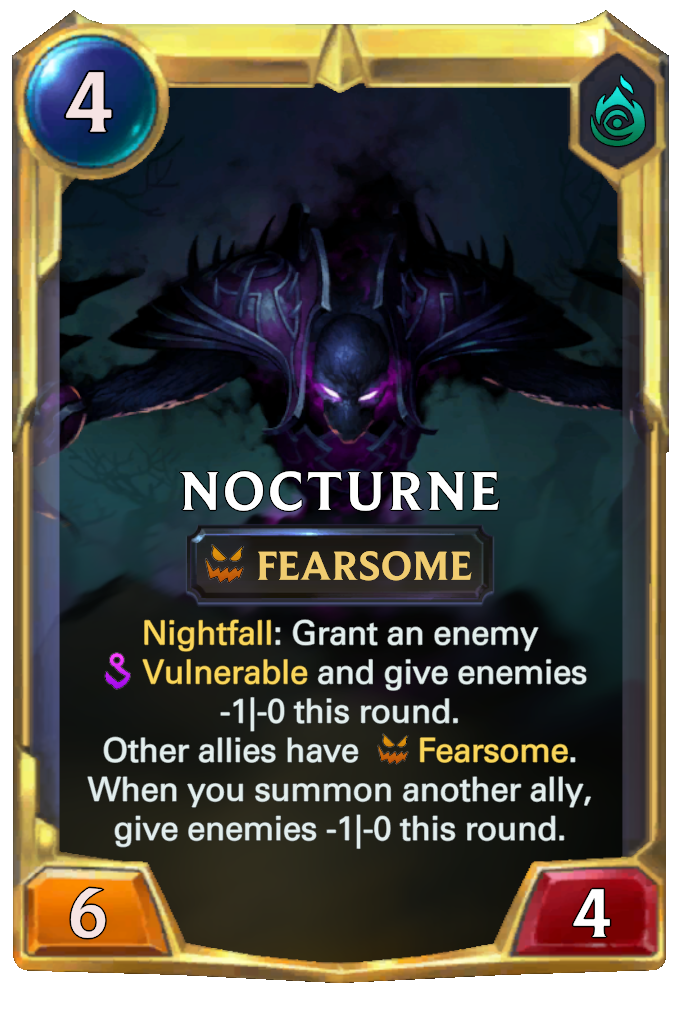 4
NOCTURNE
FEARSOME
Nightfall: Grant an enemy
Vulnerable and give enemies
-1|-0 this round.
Other allies have Fearsome.
When you summon another ally,
give enemies -1|-0 this round.
6 4